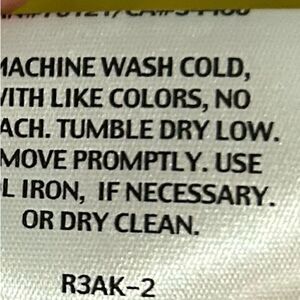 MACHINE WASH COLD,
WITH LIKE COLORS, NO
ACH. TUMBLE DRY LOW.
MOVE PROMPTLY. USE
L IRON, IF NECESSARY.
OR DRY CLEAN.
R3AK-2